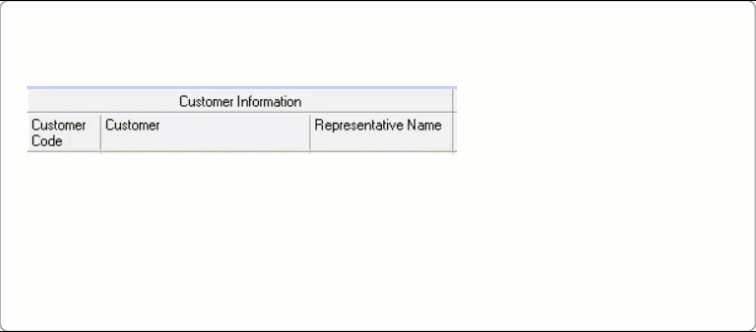 Customer Information
Customer Code
Customer
Representative Name